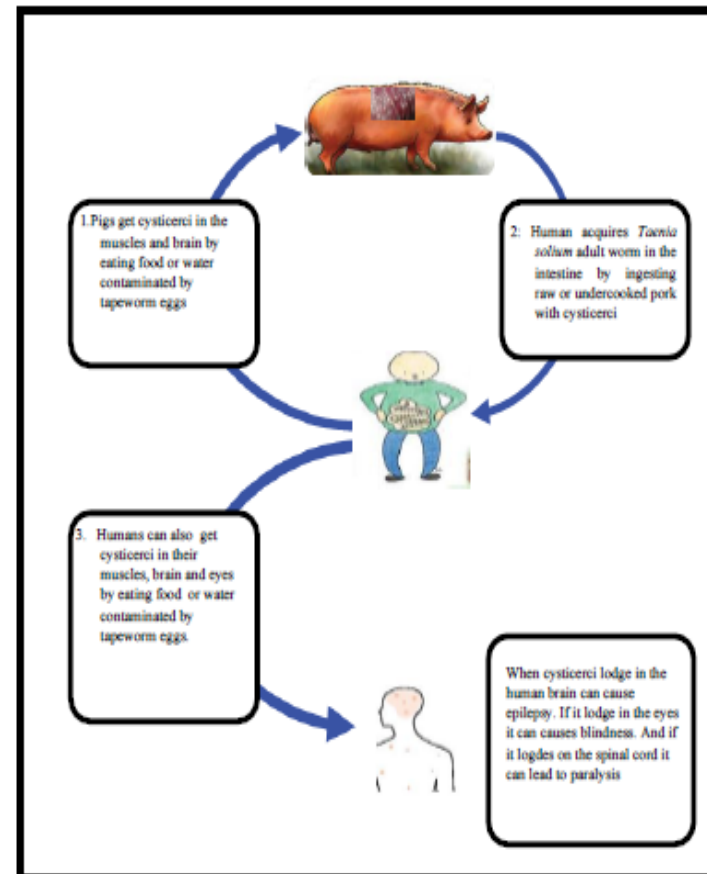 1.Pigs get cysticerci in the
muscles and brain by
eating food or water
contaminated by
tapeworm eggs
2: Human acquires Taenia
solium adult worm in the
intestine by ingesting
raw or undercooked pork
with cysticerci
3. Humans can also get
cysticerci in their
muscles, brain and eyes
by eating food or water
contaminated by
tapeworm eggs.
When cysticerci lodge in the
human brain can cause
epilepsy. If it lodge in the eyes
it can causes blindness. And if
it logdes on the spinal cord it
can lead to paralysis